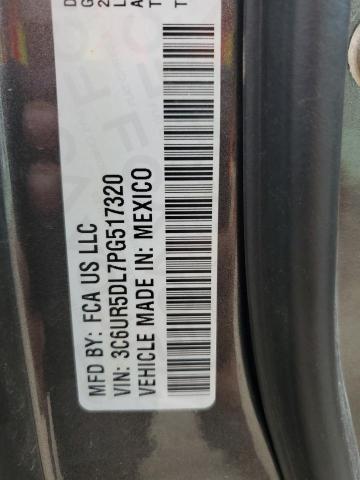 MFD BY: FCA US LLC
VIN: 3C6UR5DL7PG517320
VEHICLE MADE IN: MEXICO